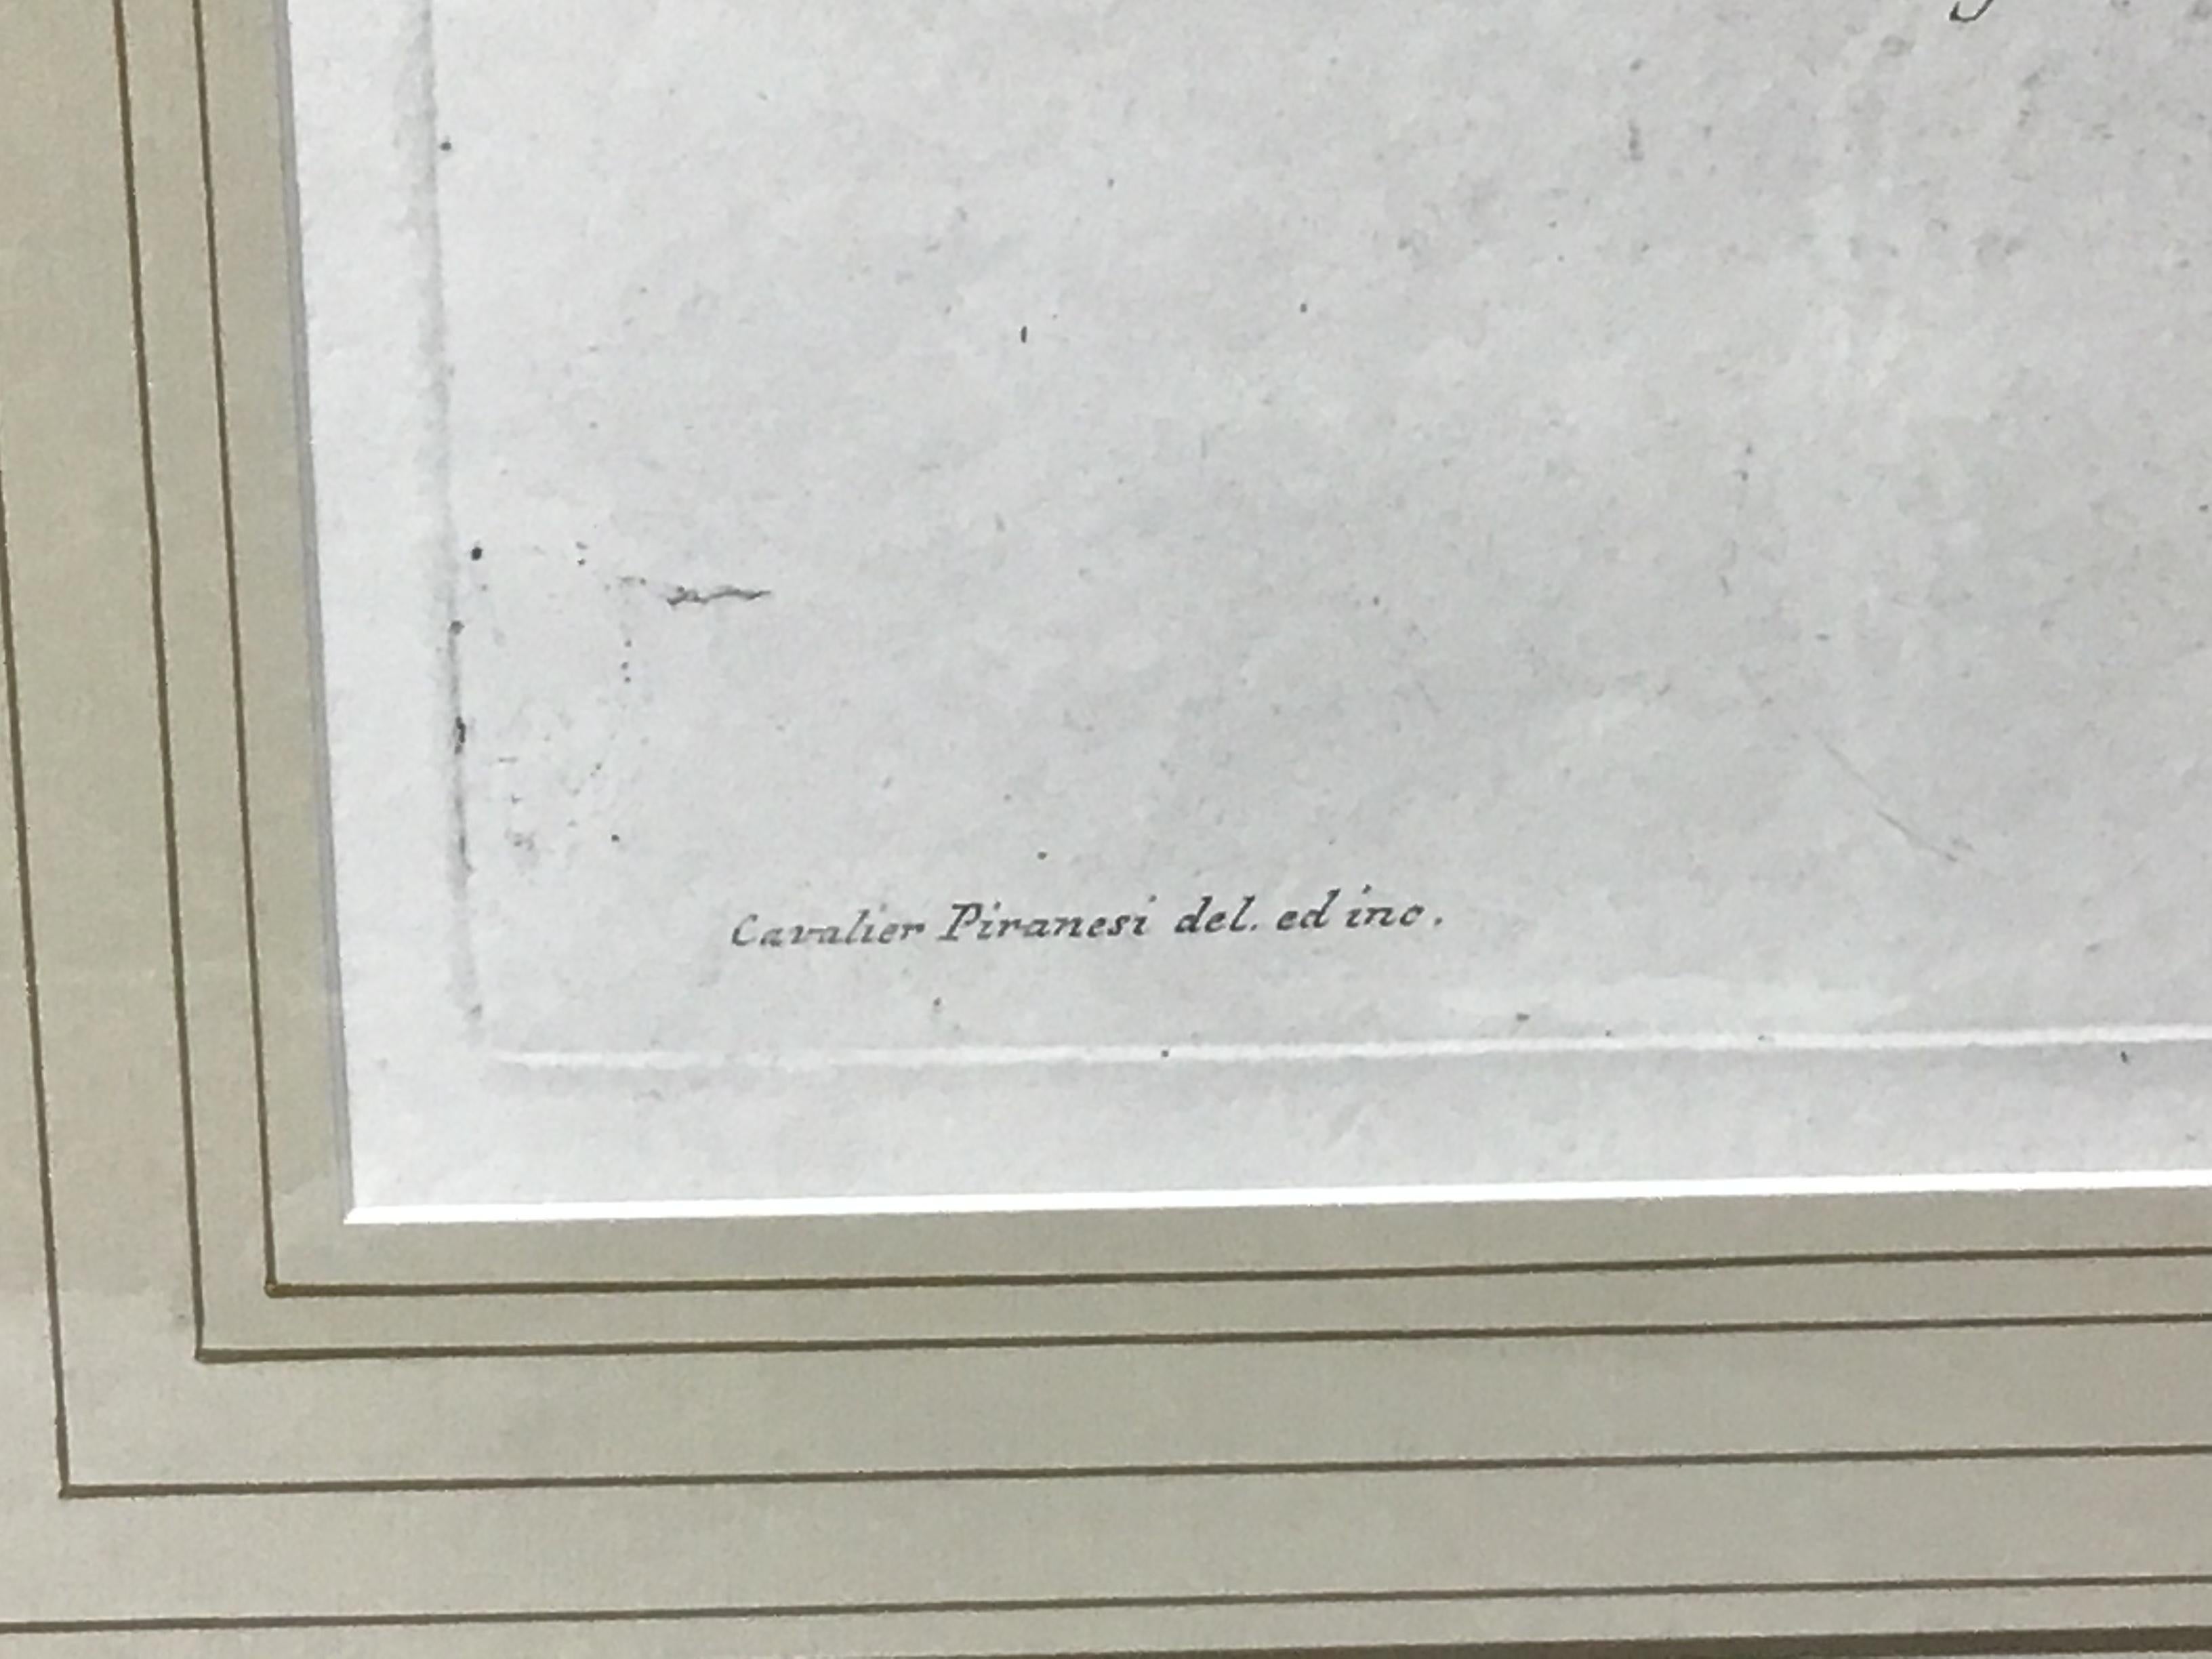 Cavalier Piranesi del. ed inc.